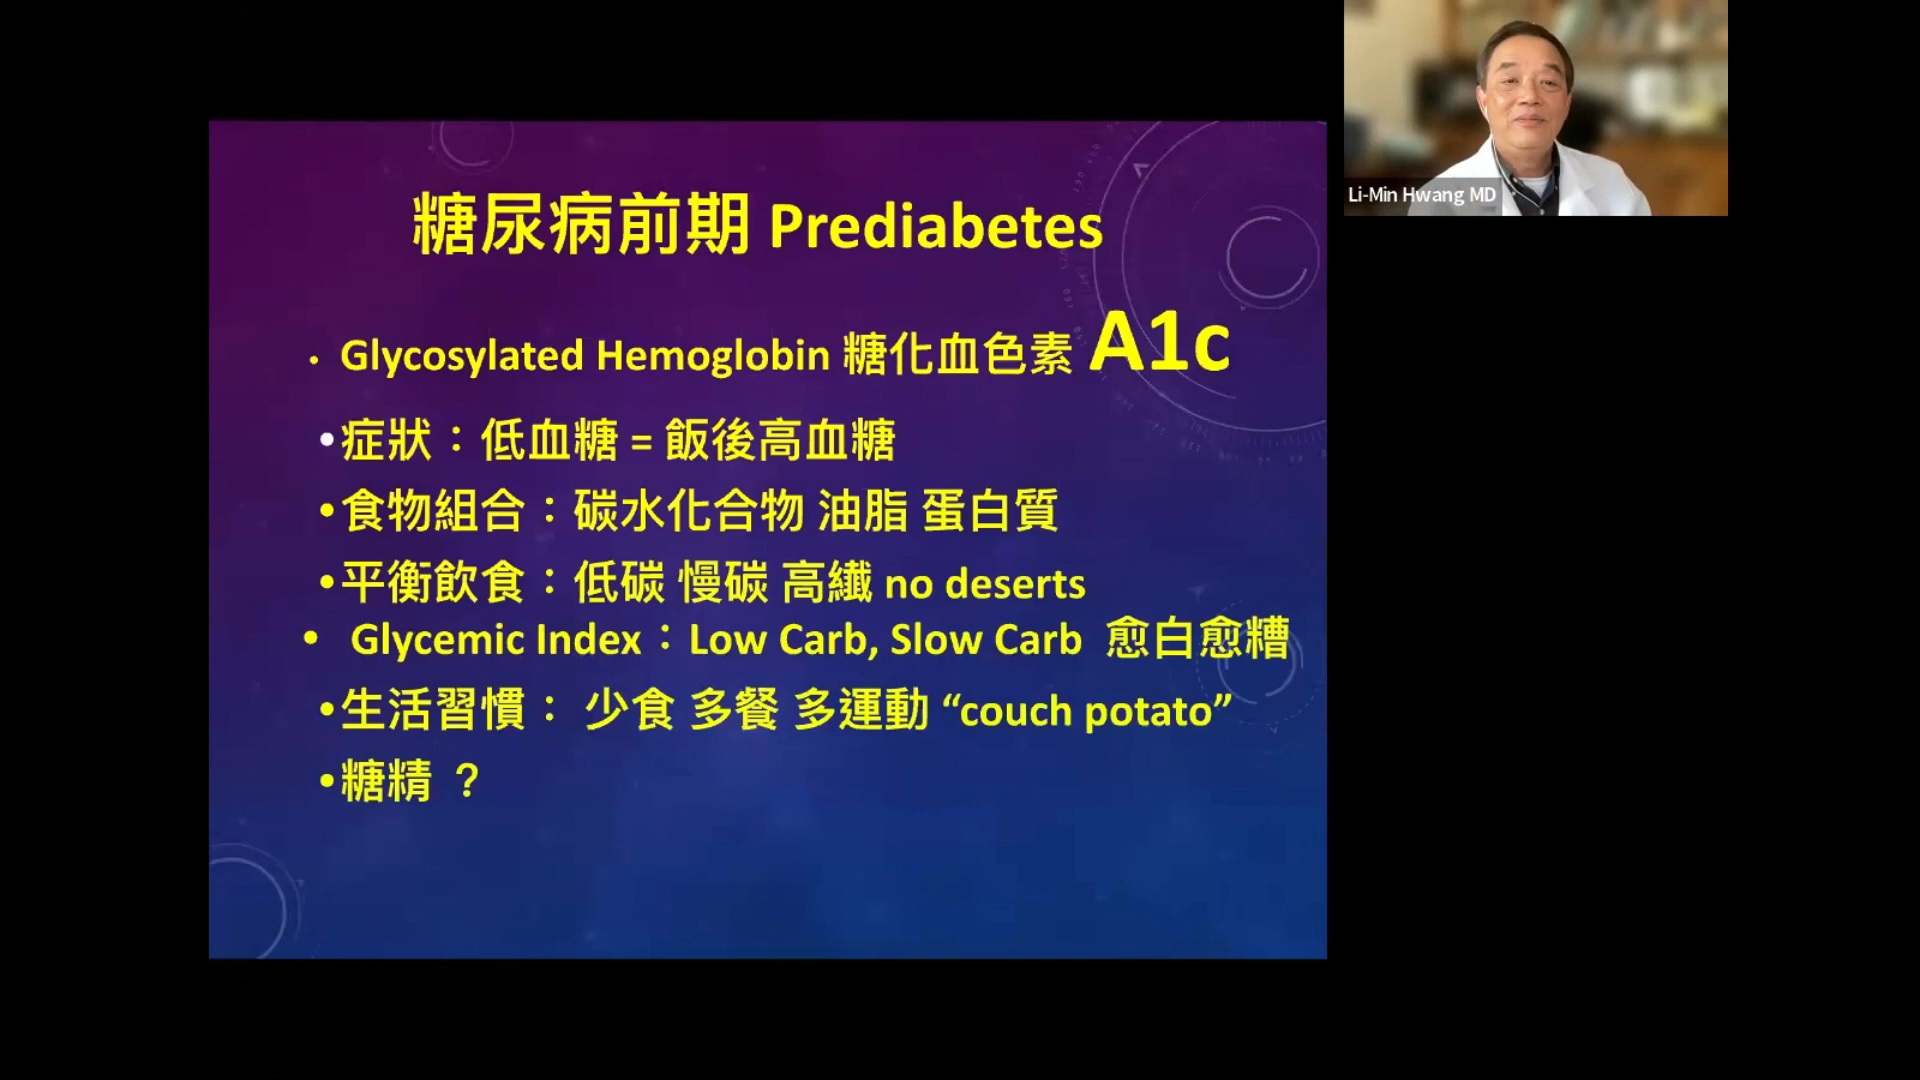 Li-Min Hwang MD
糖尿病前期 Prediabetes
• Glycosylated Hemoglobin 糖化血色素 A1c
•症狀：低血糖 = 飯後高血糖
•食物組合：碳水化合物 油脂 蛋白質
•平衡飲食：低碳 慢碳 高纖 no deserts
• Glycemic Index：Low Carb, Slow Carb 愈白愈糟
•生活習慣： 少食 多餐 多運動 “couch potato”
•糖精 ？